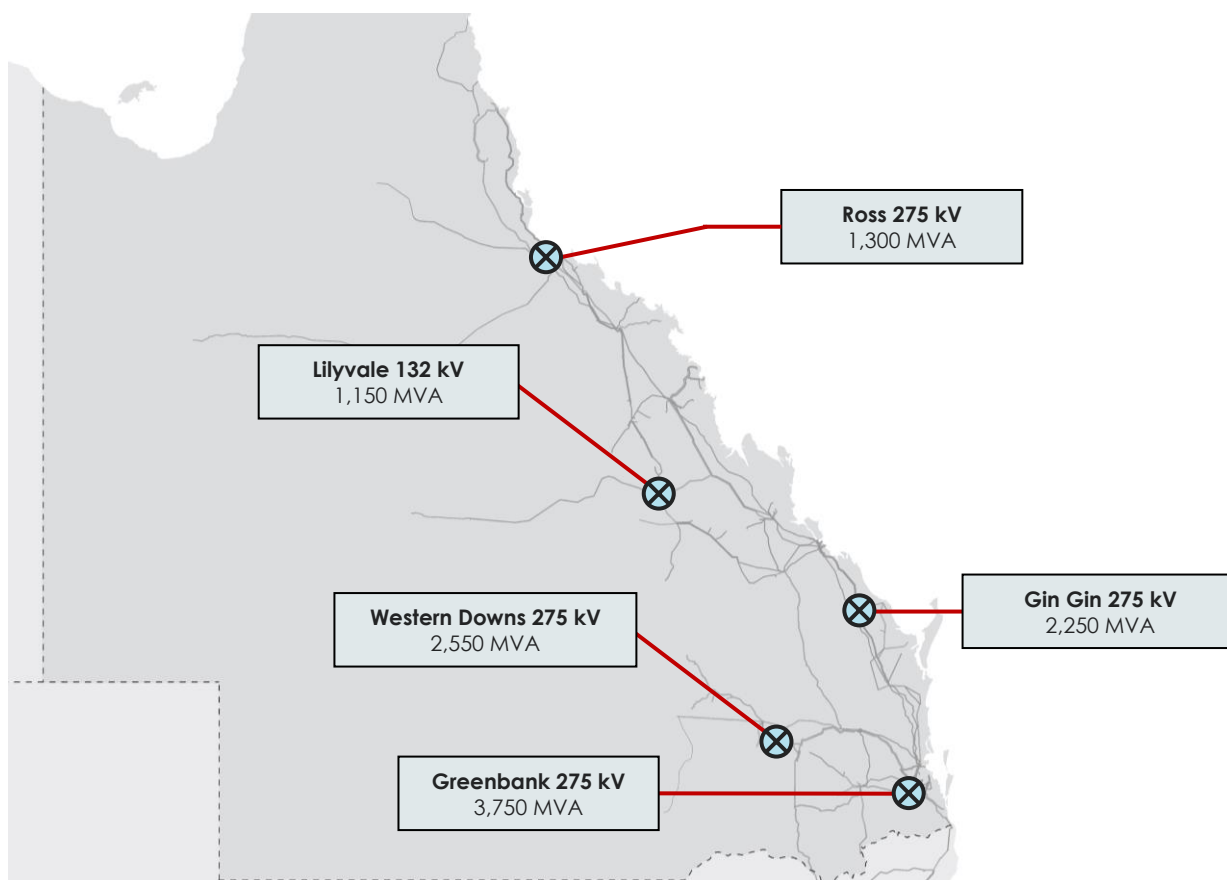 Ross 275 kV
1,300 MVA
Lilyvale 132 kV
1,150 MVA
Gin Gin 275 kV
2,250 MVA
Western Downs 275 kV
2,550 MVA
Greenbank 275 kV
3,750 MVA